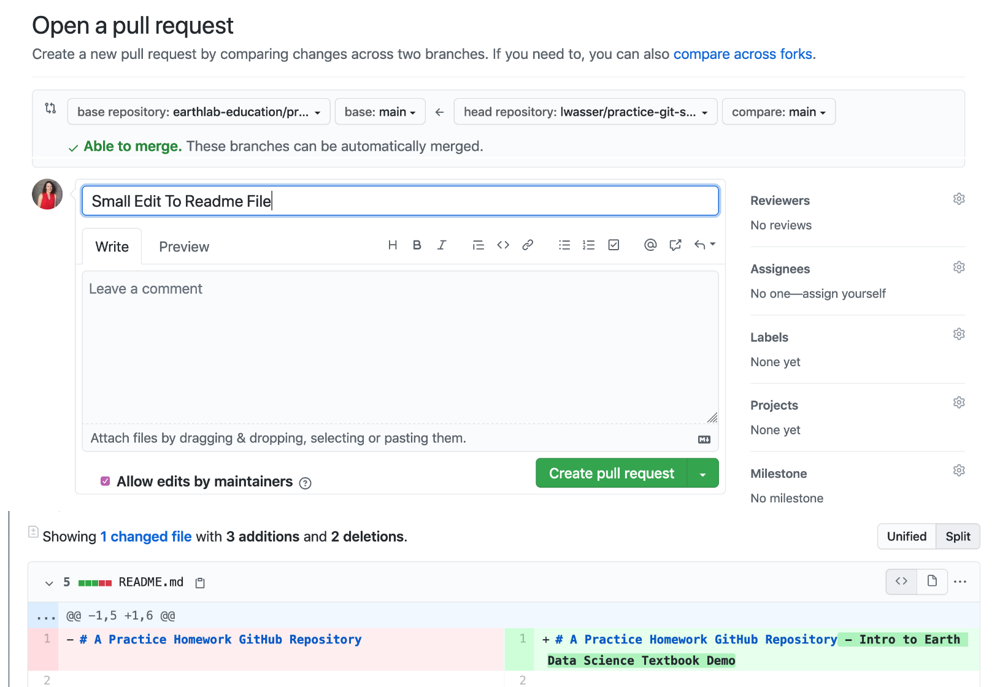 Open a pull request
Create a new pull request by comparing changes across two branches. If you need to, you can also compare across forks.
base repository: earthlab-education/pr... base: main ← head repository: lwasser/practice-git-s... compare: main
✓ Able to merge. These branches can be automatically merged.
Small Edit To Readme File
Write Preview H B I
Leave a comment
Attach files by dragging & dropping, selecting or pasting them.
Allow edits by maintainers
Create pull request
Reviewers
No reviews
Assignees
No one—assign yourself
Labels
None yet
Projects
None yet
Milestone
No milestone
Showing 1 changed file with 3 additions and 2 deletions.
Unified Split
5 README.md
... @@ -1,5 +1,6 @@
1 - # A Practice Homework GitHub Repository
1 + # A Practice Homework GitHub Repository - Intro to Earth
Data Science Textbook Demo
2 2